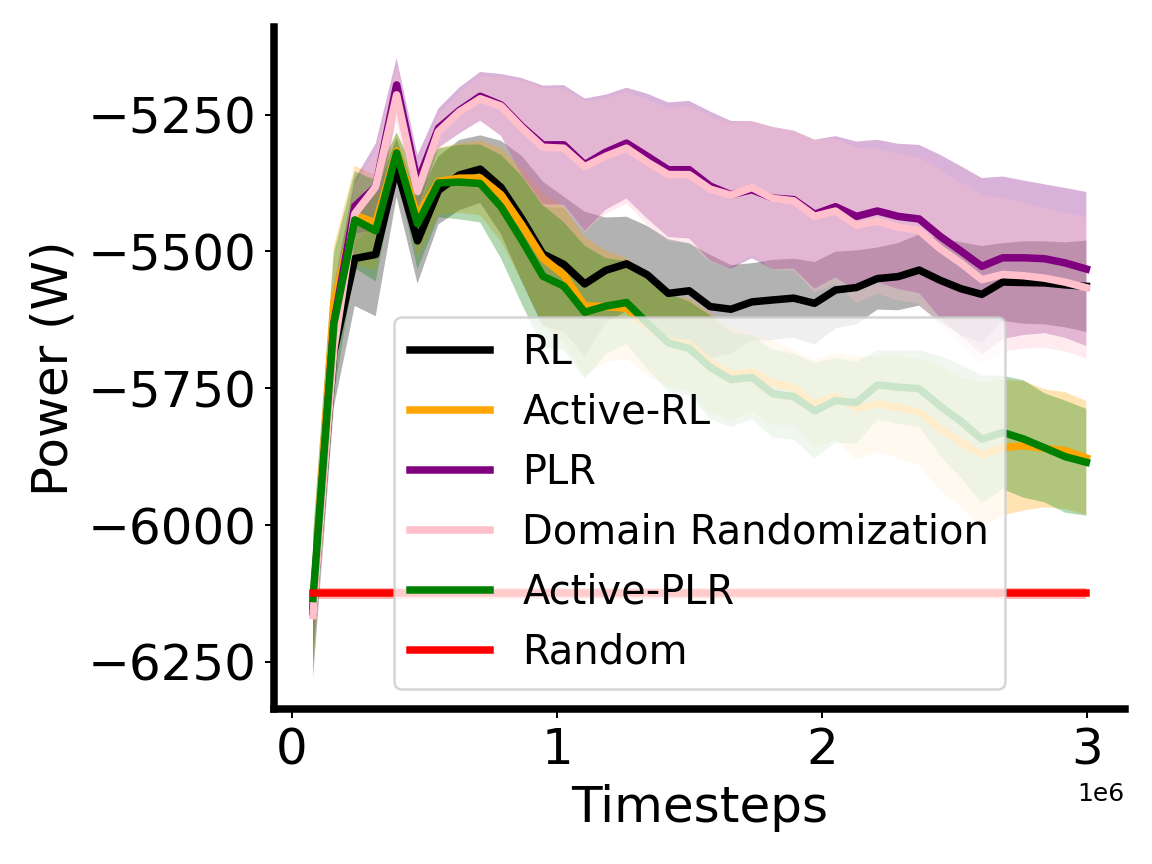 Power (W)
−5250
−5500
−5750
−6000
−6250
RL
Active-RL
PLR
Domain Randomization
Active-PLR
Random
0
1
2
3
1e6
Timesteps